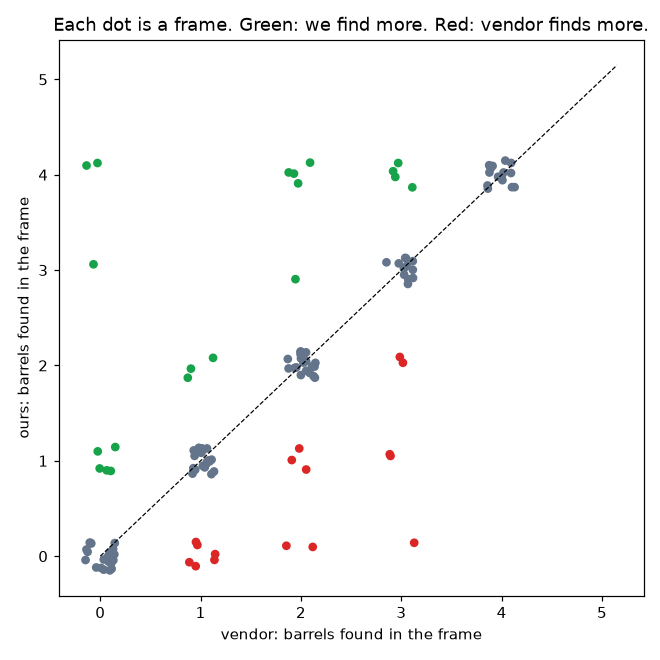 Each dot is a frame. Green: we find more. Red: vendor finds more.
5
4
3
2
1
0
ours: barrels found in the frame
0 1 2 3 4 5
vendor: barrels found in the frame